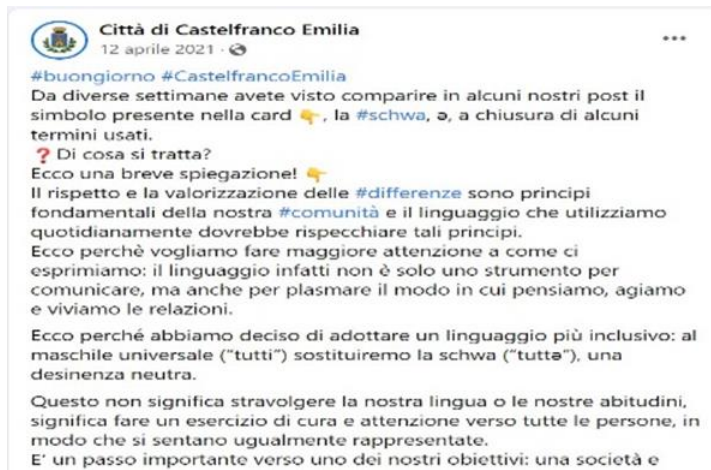 Città di Castelfranco Emilia
12 aprile 2021 ·
#buongiorno #CastelfrancoEmilia
Da diverse settimane avete visto comparire in alcuni nostri post il
simbolo presente nella card 👇, la #schwa, ə, a chiusura di alcuni
termini usati.
❓ Di cosa si tratta?
Ecco una breve spiegazione! 👇
Il rispetto e la valorizzazione delle #differenze sono principi
fondamentali della nostra #comunità e il linguaggio che utilizziamo
quotidianamente dovrebbe rispecchiare tali principi.
Ecco perchè vogliamo fare maggiore attenzione a come ci
esprimiamo: il linguaggio infatti non è solo uno strumento per
comunicare, ma anche per plasmare il modo in cui pensiamo, agiamo
e viviamo le relazioni.
Ecco perché abbiamo deciso di adottare un linguaggio più inclusivo: al
maschile universale ("tutti") sostituiremo la schwa ("tuttə"), una
desinenza neutra.
Questo non significa stravolgere la nostra lingua o le nostre abitudini,
significa fare un esercizio di cura e attenzione verso tutte le persone, in
modo che si sentano ugualmente rappresentate.
E' un passo importante verso uno dei nostri obiettivi: una società e